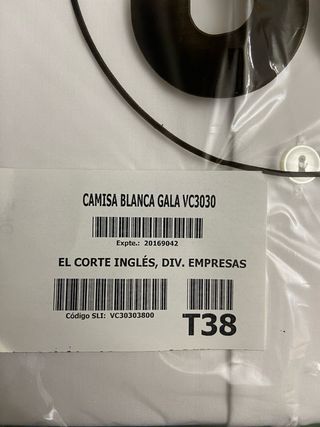 CAMISA BLANCA GALA VC3030
Expte.: 20169042
EL CORTE INGLÉS, DIV. EMPRESAS
Código SLI: VC30303800
T38